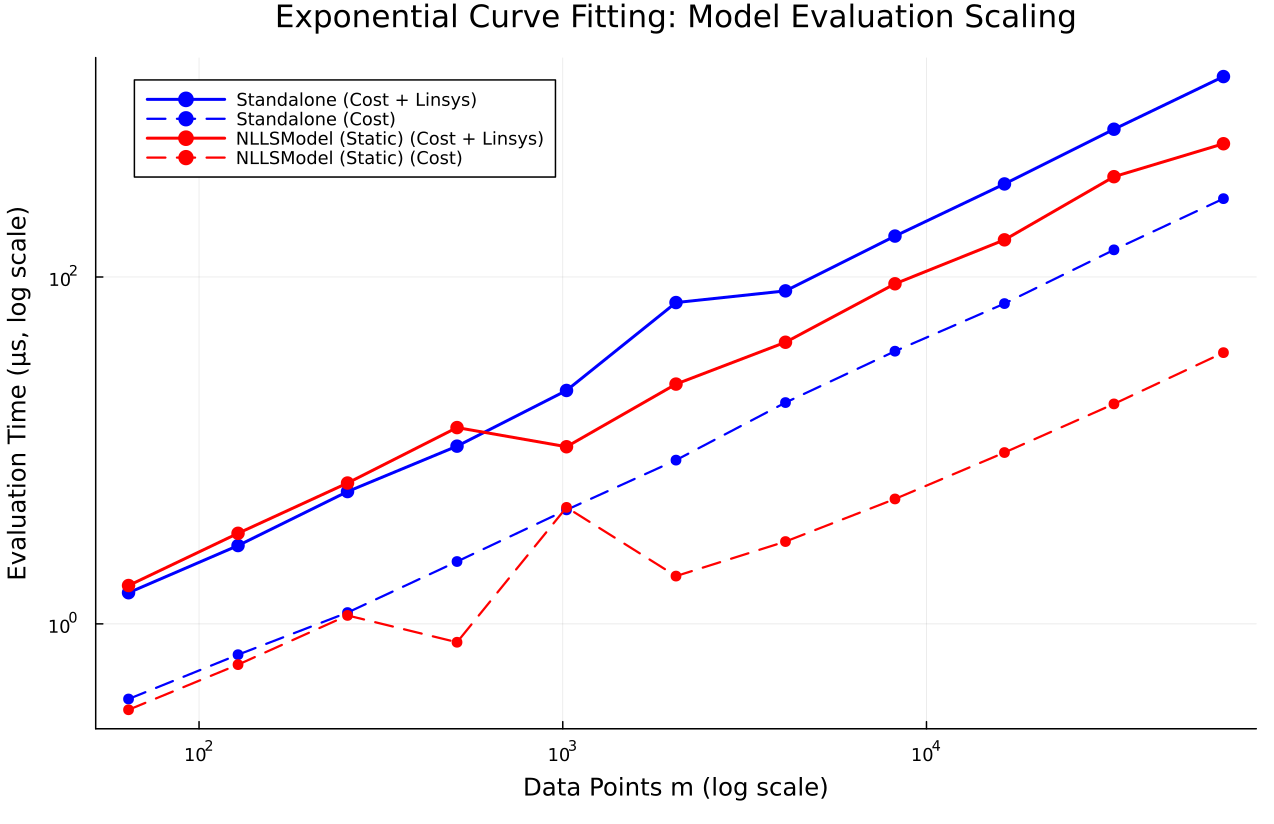 Exponential Curve Fitting: Model Evaluation Scaling
Standalone (Cost + Linsys)
Standalone (Cost)
NLLSModel (Static) (Cost + Linsys)
NLLSModel (Static) (Cost)
Evaluation Time (μs, log scale)
10²
10⁰
10² 10³ 10⁴
Data Points m (log scale)